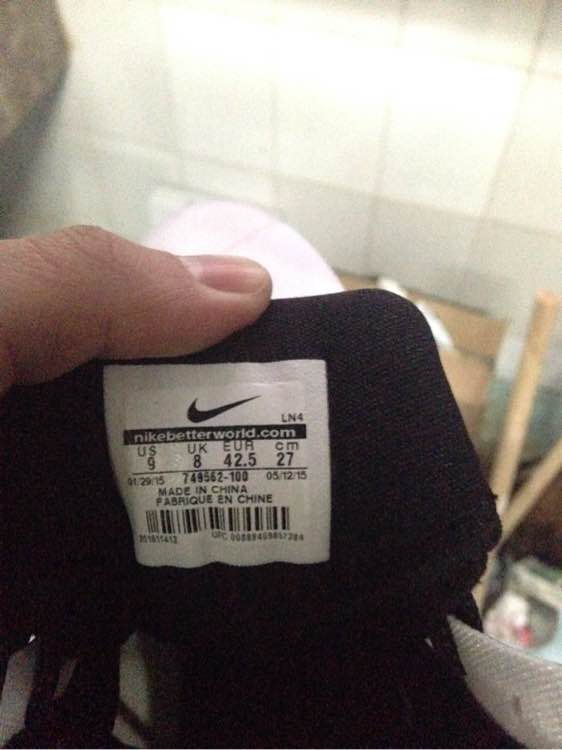 LN4
nikebetterworld.com
US UK EUR cm
9 8 42.5 27
01/29/15 749562-100 05/12/15
MADE IN CHINA
FABRIQUE EN CHINE
UPC